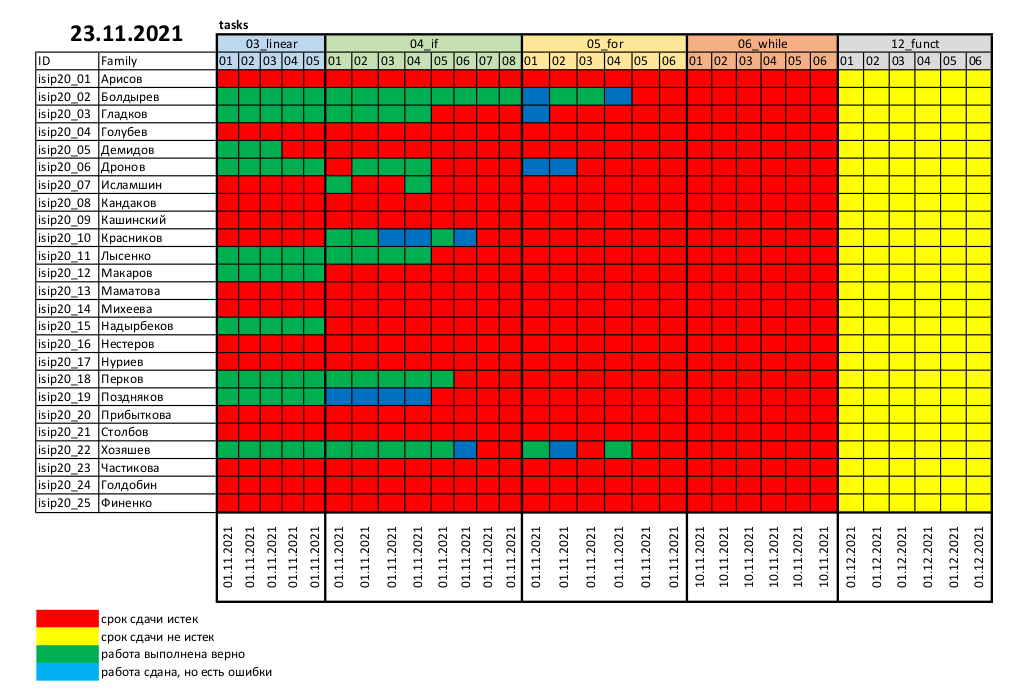 tasks
23.11.2021
03_linear 04_if 05_for 06_while 12_funct
ID Family 01 02 03 04 05 01 02 03 04 05 06 07 08 01 02 03 04 05 06 01 02 03 04 05 06 01 02 03 04 05 06
isip20_01 Арисов
isip20_02 Болдырев
isip20_03 Гладков
isip20_04 Голубев
isip20_05 Демидов
isip20_06 Дронов
isip20_07 Исламшин
isip20_08 Кандаков
isip20_09 Кашинский
isip20_10 Красников
isip20_11 Лысенко
isip20_12 Макаров
isip20_13 Маматова
isip20_14 Михеева
isip20_15 Надырбеков
isip20_16 Нестеров
isip20_17 Нуриев
isip20_18 Перков
isip20_19 Поздняков
isip20_20 Прибыткова
isip20_21 Столбов
isip20_22 Хозяшев
isip20_23 Частикова
isip20_24 Голдобин
isip20_25 Финенко
01.11.2021 01.11.2021 01.11.2021 01.11.2021 01.11.2021 01.11.2021 01.11.2021 01.11.2021 01.11.2021 01.11.2021 01.11.2021 01.11.2021 01.11.2021 01.11.2021 01.11.2021 01.11.2021 01.11.2021 01.11.2021 01.11.2021 10.11.2021 10.11.2021 10.11.2021 10.11.2021 10.11.2021 10.11.2021 01.12.2021 01.12.2021 01.12.2021 01.12.2021 01.12.2021 01.12.2021
срок сдачи истек
срок сдачи не истек
работа выполнена верно
работа сдана, но есть ошибки